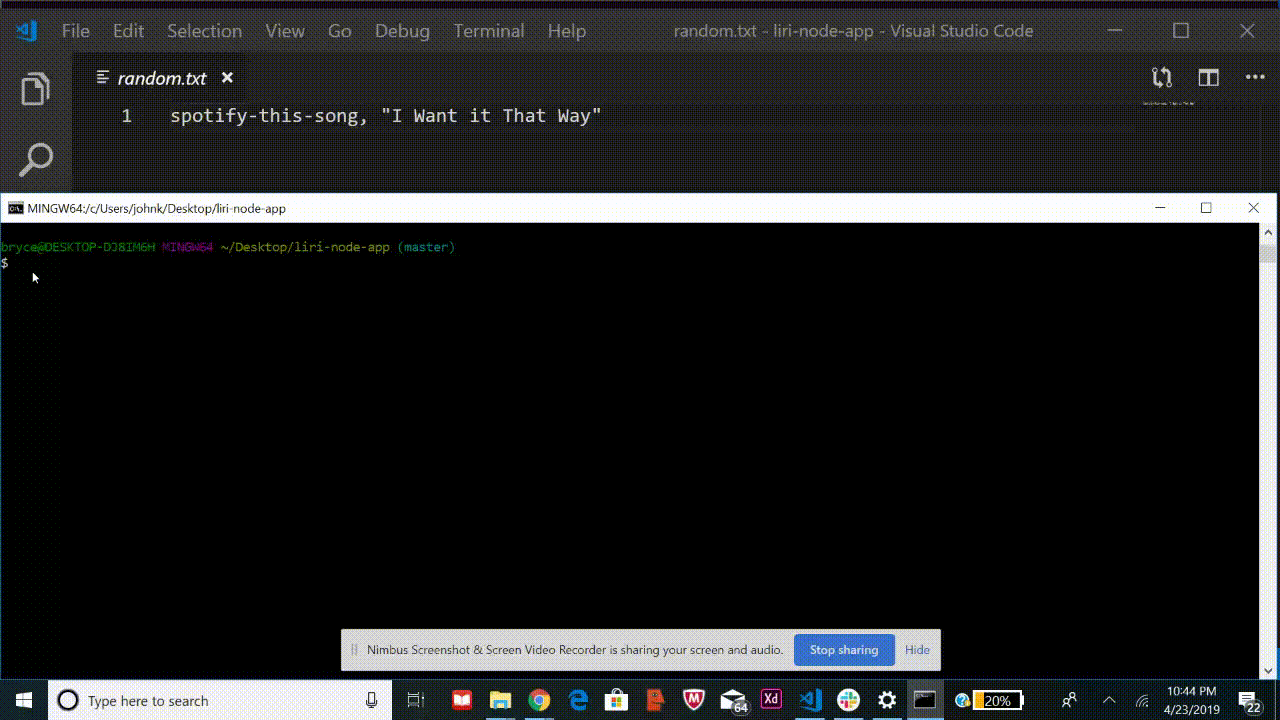 File Edit Selection View Go Debug Terminal Help random.txt - liri-node-app - Visual Studio Code
random.txt
1 spotify-this-song, "I Want it That Way"
MINGW64:/c/Users/johnk/Desktop/liri-node-app
bryce@DESKTOP-DJ8IM6H MINGW64 ~/Desktop/liri-node-app (master)
$
Nimbus Screenshot & Screen Video Recorder is sharing your screen and audio. Stop sharing Hide
Type here to search
Xd
64
20%
10:44 PM
4/23/2019
22